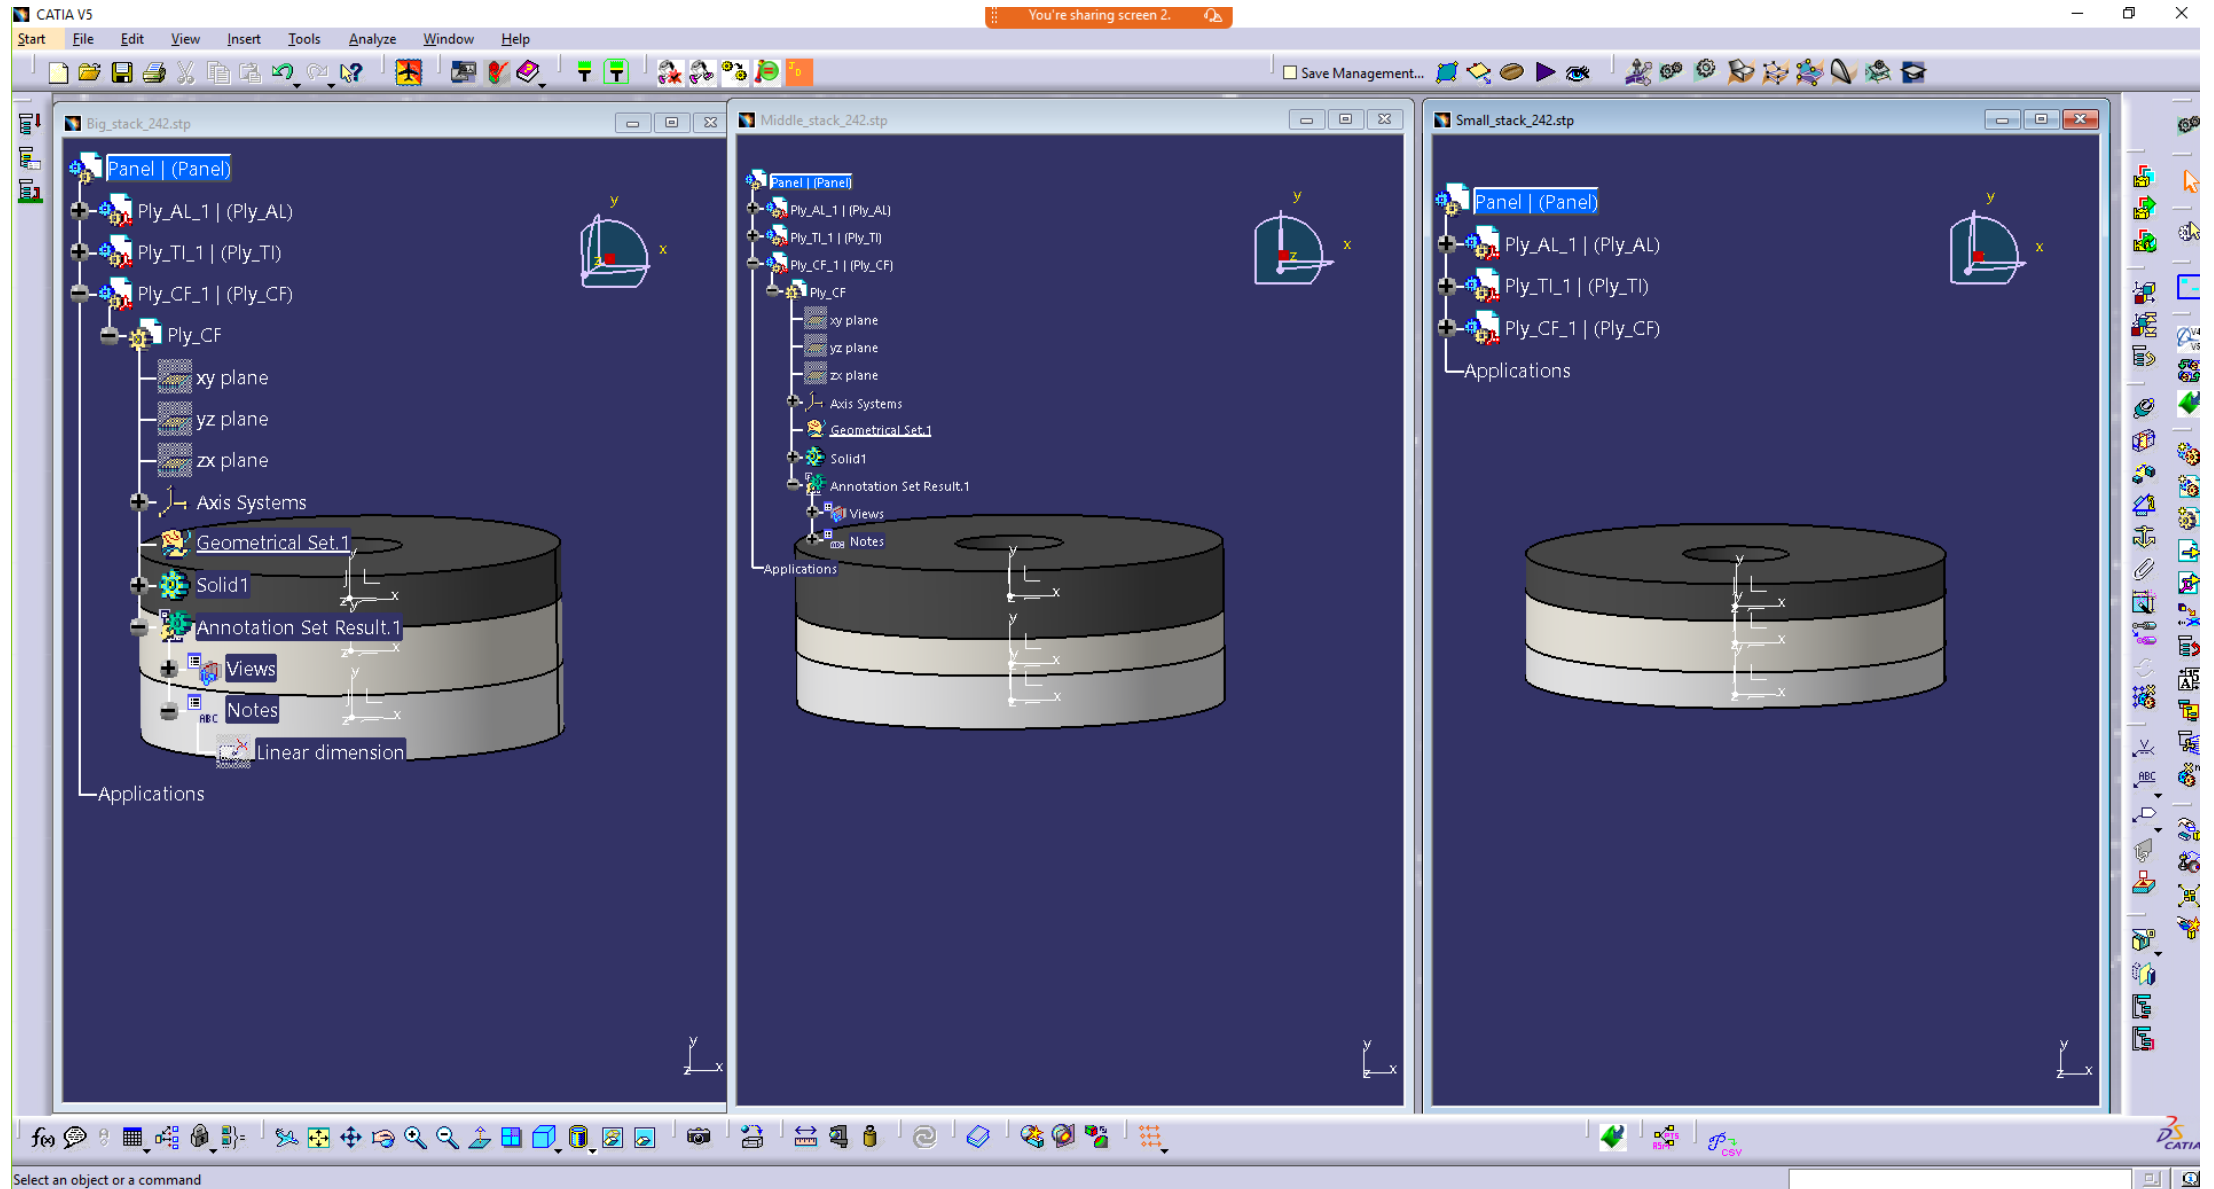 CATIA V5
You're sharing screen 2.
Start File Edit View Insert Tools Analyze Window Help
Save Management...
Big_stack_242.stp
Panel | (Panel)
Ply_AL_1 | (Ply_AL)
Ply_TI_1 | (Ply_TI)
Ply_CF_1 | (Ply_CF)
Ply_CF
xy plane
yz plane
zx plane
Axis Systems
Geometrical Set.1
Solid1
Annotation Set Result.1
Views
Notes
Linear dimension
Applications
Middle_stack_242.stp
Panel | (Panel)
Ply_AL_1 | (Ply_AL)
Ply_TI_1 | (Ply_TI)
Ply_CF_1 | (Ply_CF)
Ply_CF
xy plane
yz plane
zx plane
Axis Systems
Geometrical Set.1
Solid1
Annotation Set Result.1
Views
Notes
Applications
Small_stack_242.stp
Panel | (Panel)
Ply_AL_1 | (Ply_AL)
Ply_TI_1 | (Ply_TI)
Ply_CF_1 | (Ply_CF)
Applications
Select an object or a command